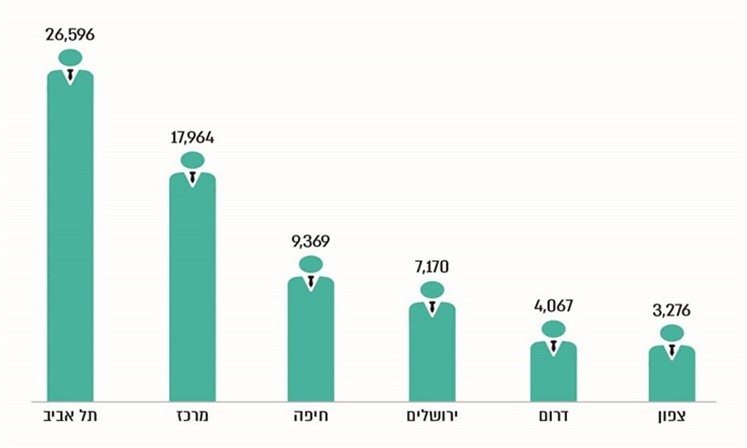 26,596
17,964
9,369
7,170
4,067
3,276
תל אביב
מרכז
חיפה
ירושלים
דרום
צפון